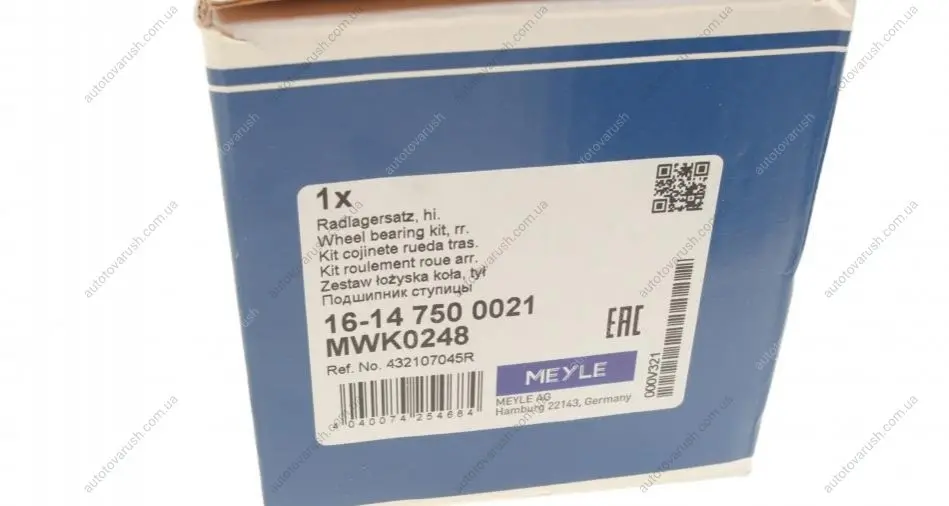 1x
Radlagersatz, hi.
Wheel bearing kit, rr.
Kit cojinete rueda tras.
Kit roulement roue arr.
Zestaw łożyska koła, tył
Подшипник ступицы
16-14 750 0021
MWK0248
Ref. No. 432107045R
4 040074 254684
EAC
MEYLE
MEYLE AG
Hamburg 22143, Germany
000V321
autotovarush.com.ua